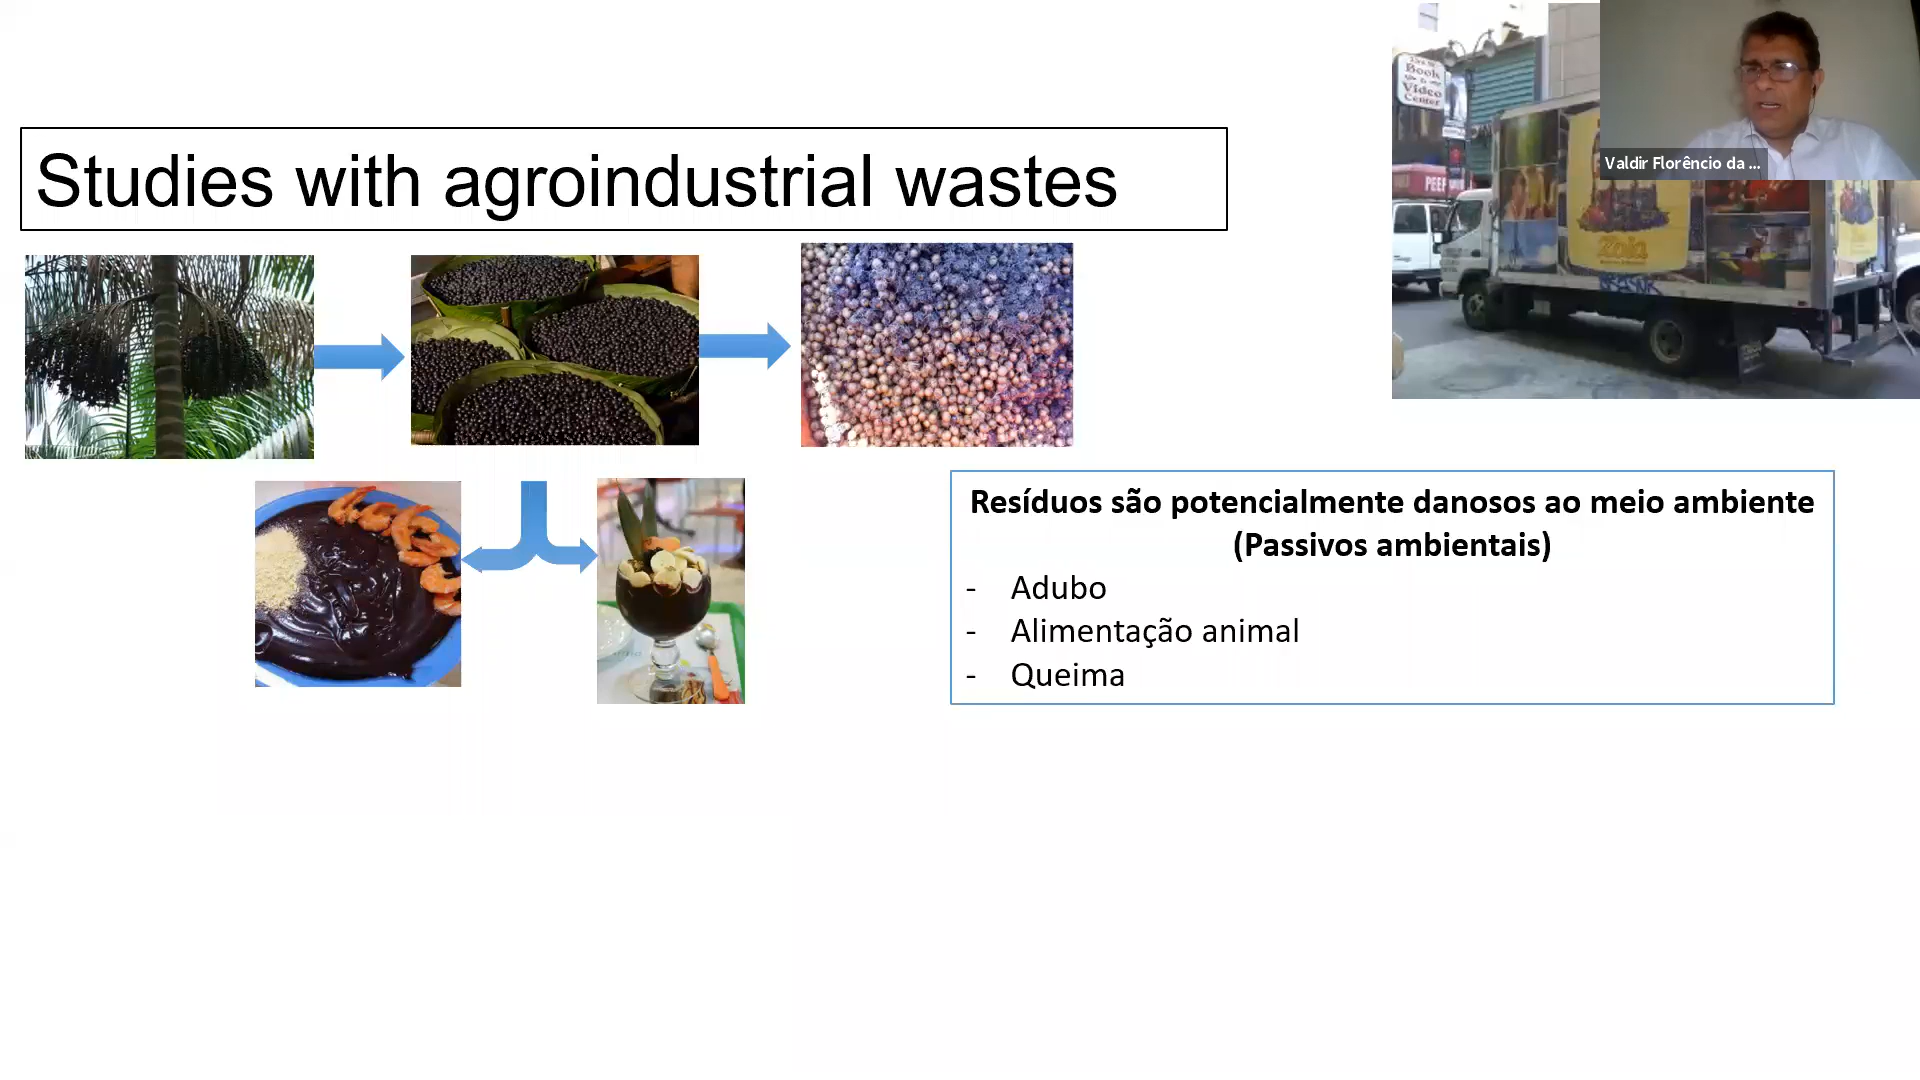 Studies with agroindustrial wastes
Book
Video
Center
PEEP
Zola
Valdir Florêncio da ...
Resíduos são potencialmente danosos ao meio ambiente
(Passivos ambientais)
- Adubo
- Alimentação animal
- Queima